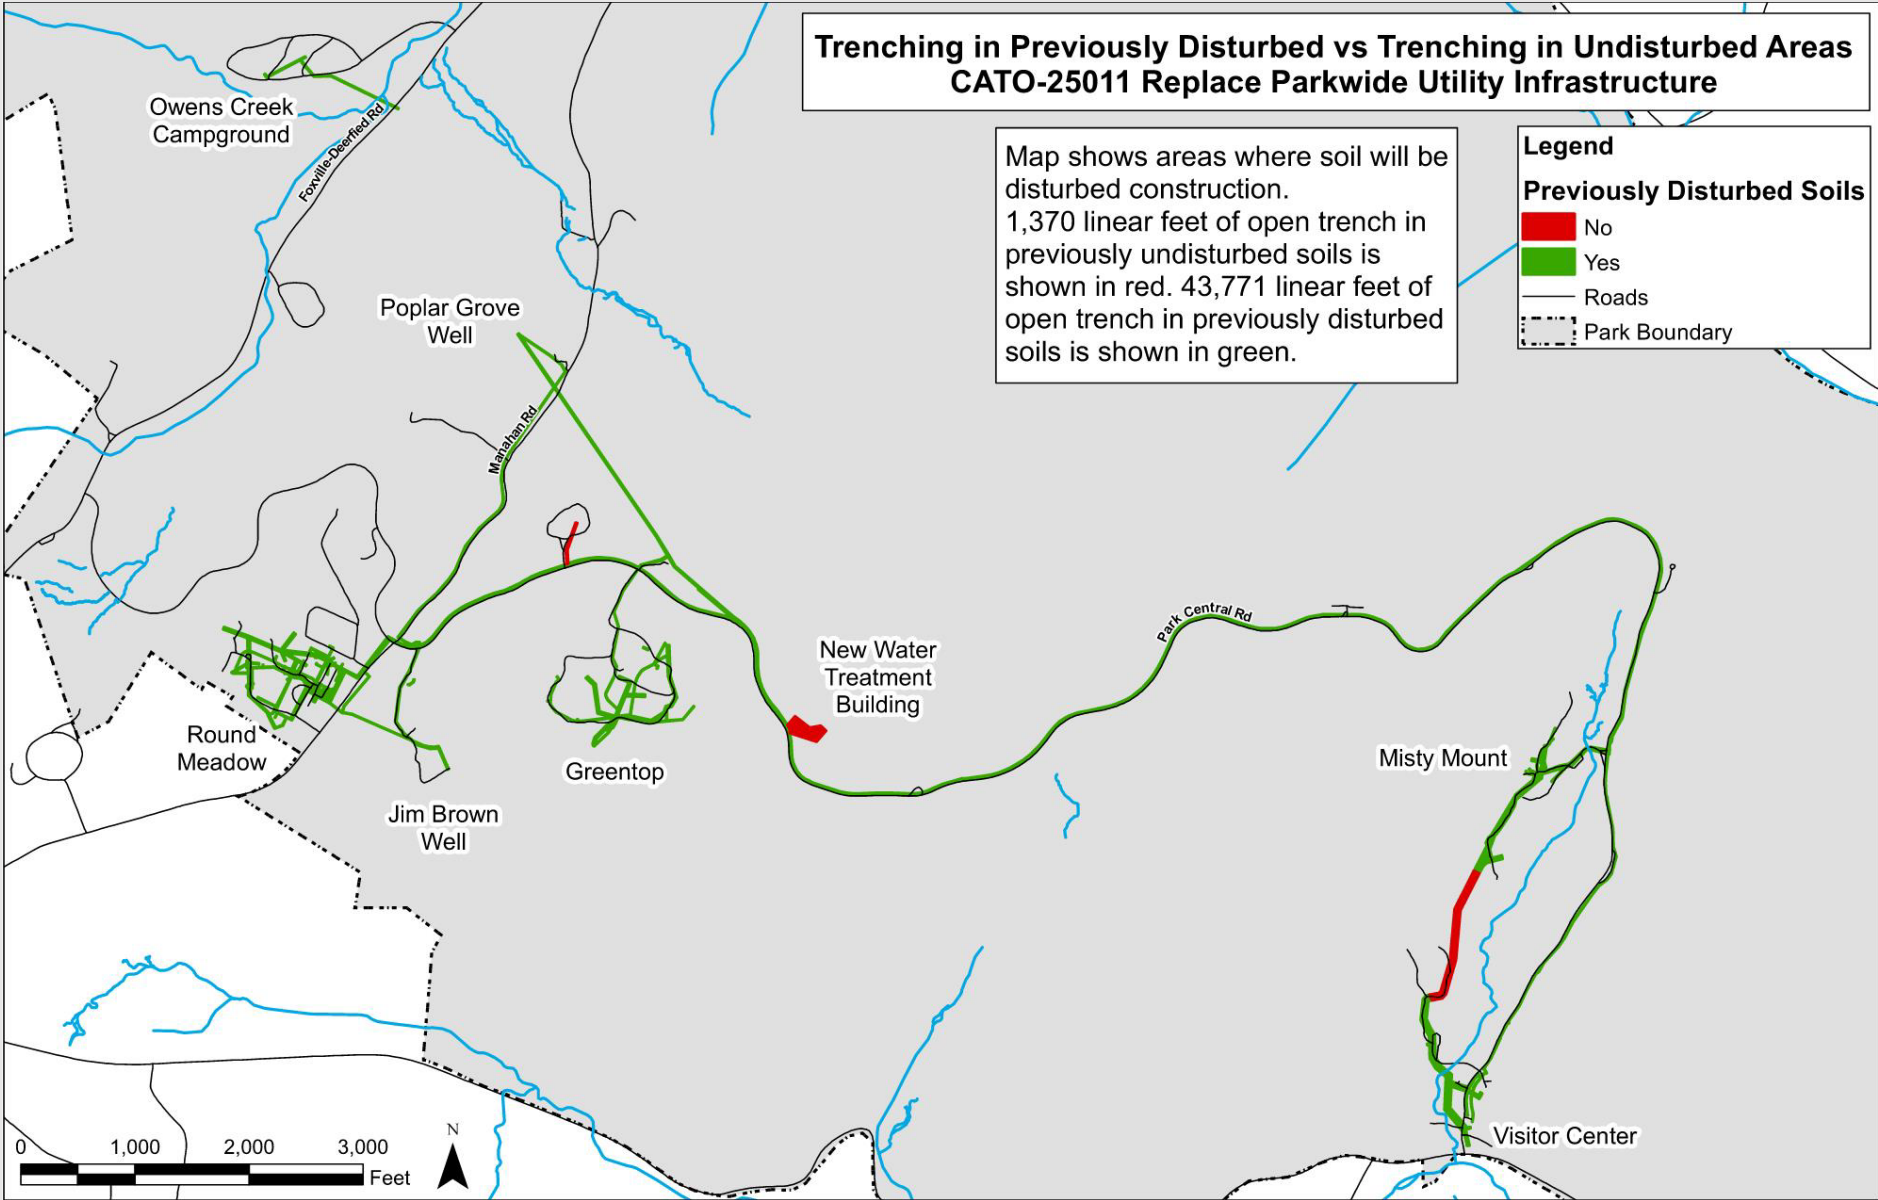 Trenching in Previously Disturbed vs Trenching in Undisturbed Areas
CATO-25011 Replace Parkwide Utility Infrastructure
Map shows areas where soil will be
disturbed construction.
1,370 linear feet of open trench in
previously undisturbed soils is
shown in red. 43,771 linear feet of
open trench in previously disturbed
soils is shown in green.
Legend
Previously Disturbed Soils
No
Yes
Roads
Park Boundary
Owens Creek
Campground
Foxville-Deerfied Rd
Poplar Grove
Well
Manahan Rd
Park Central Rd
New Water
Treatment
Building
Round
Meadow
Greentop
Misty Mount
Jim Brown
Well
Visitor Center
0 1,000 2,000 3,000
Feet
N